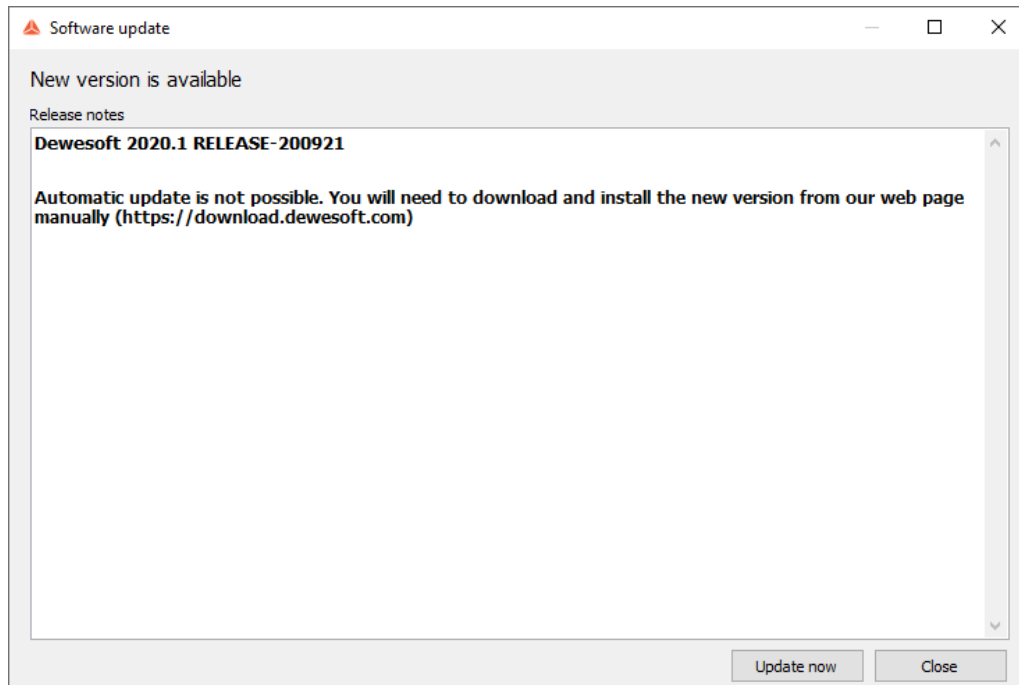 Software update
New version is available
Release notes
Dewesoft 2020.1 RELEASE-200921
Automatic update is not possible. You will need to download and install the new version from our web page
manually (https://download.dewesoft.com)
Update now
Close